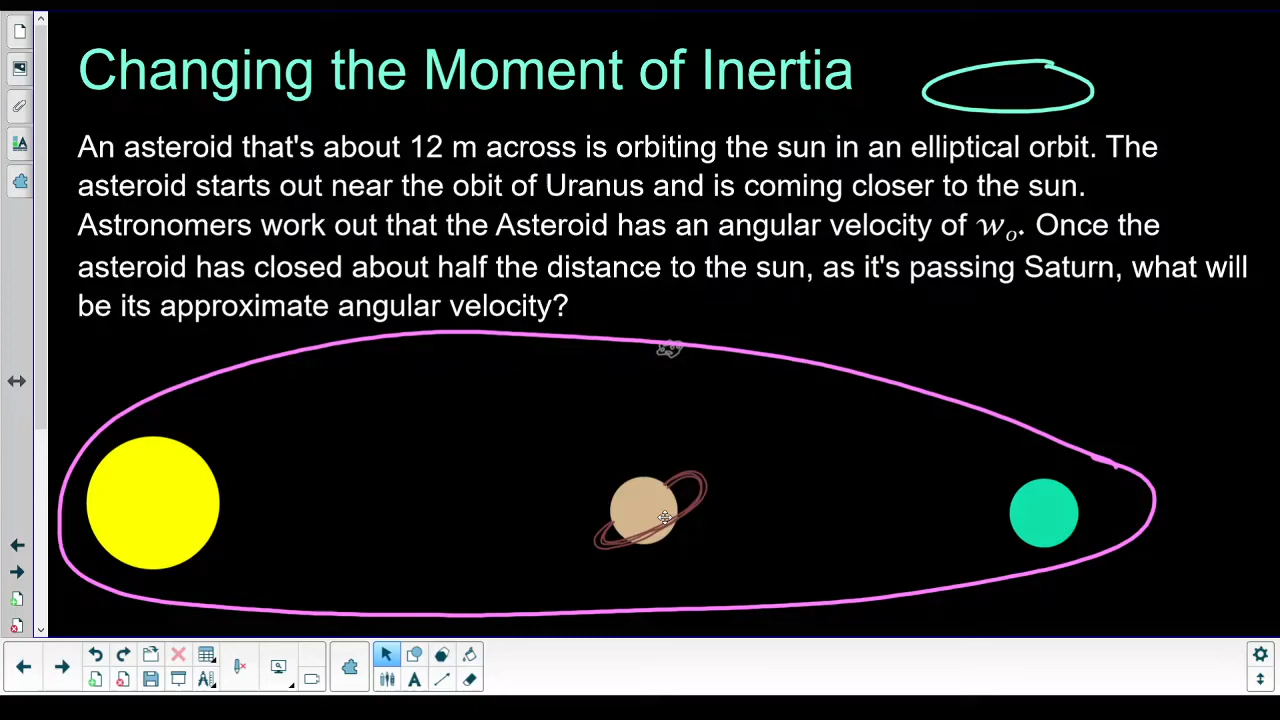 Changing the Moment of Inertia
An asteroid that's about 12 m across is orbiting the sun in an elliptical orbit. The
asteroid starts out near the obit of Uranus and is coming closer to the sun.
Astronomers work out that the Asteroid has an angular velocity of wₒ. Once the
asteroid has closed about half the distance to the sun, as it's passing Saturn, what will
be its approximate angular velocity?